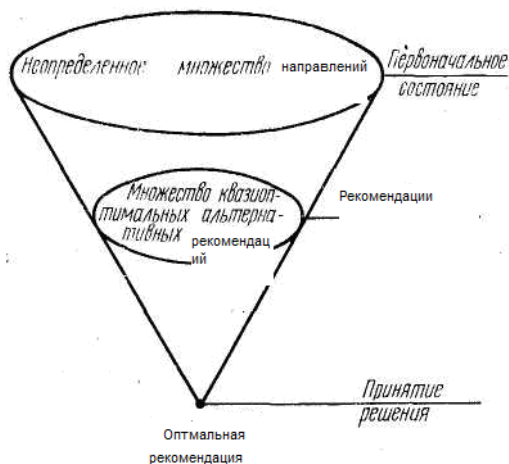 Неопределенное множество направлений
Первоначальное
состояние
Множество квазиоп-
тимальных альтерна-
тивных рекомендац
ий
Рекомендации
Принятие
решения
Оптмальная
рекомендация